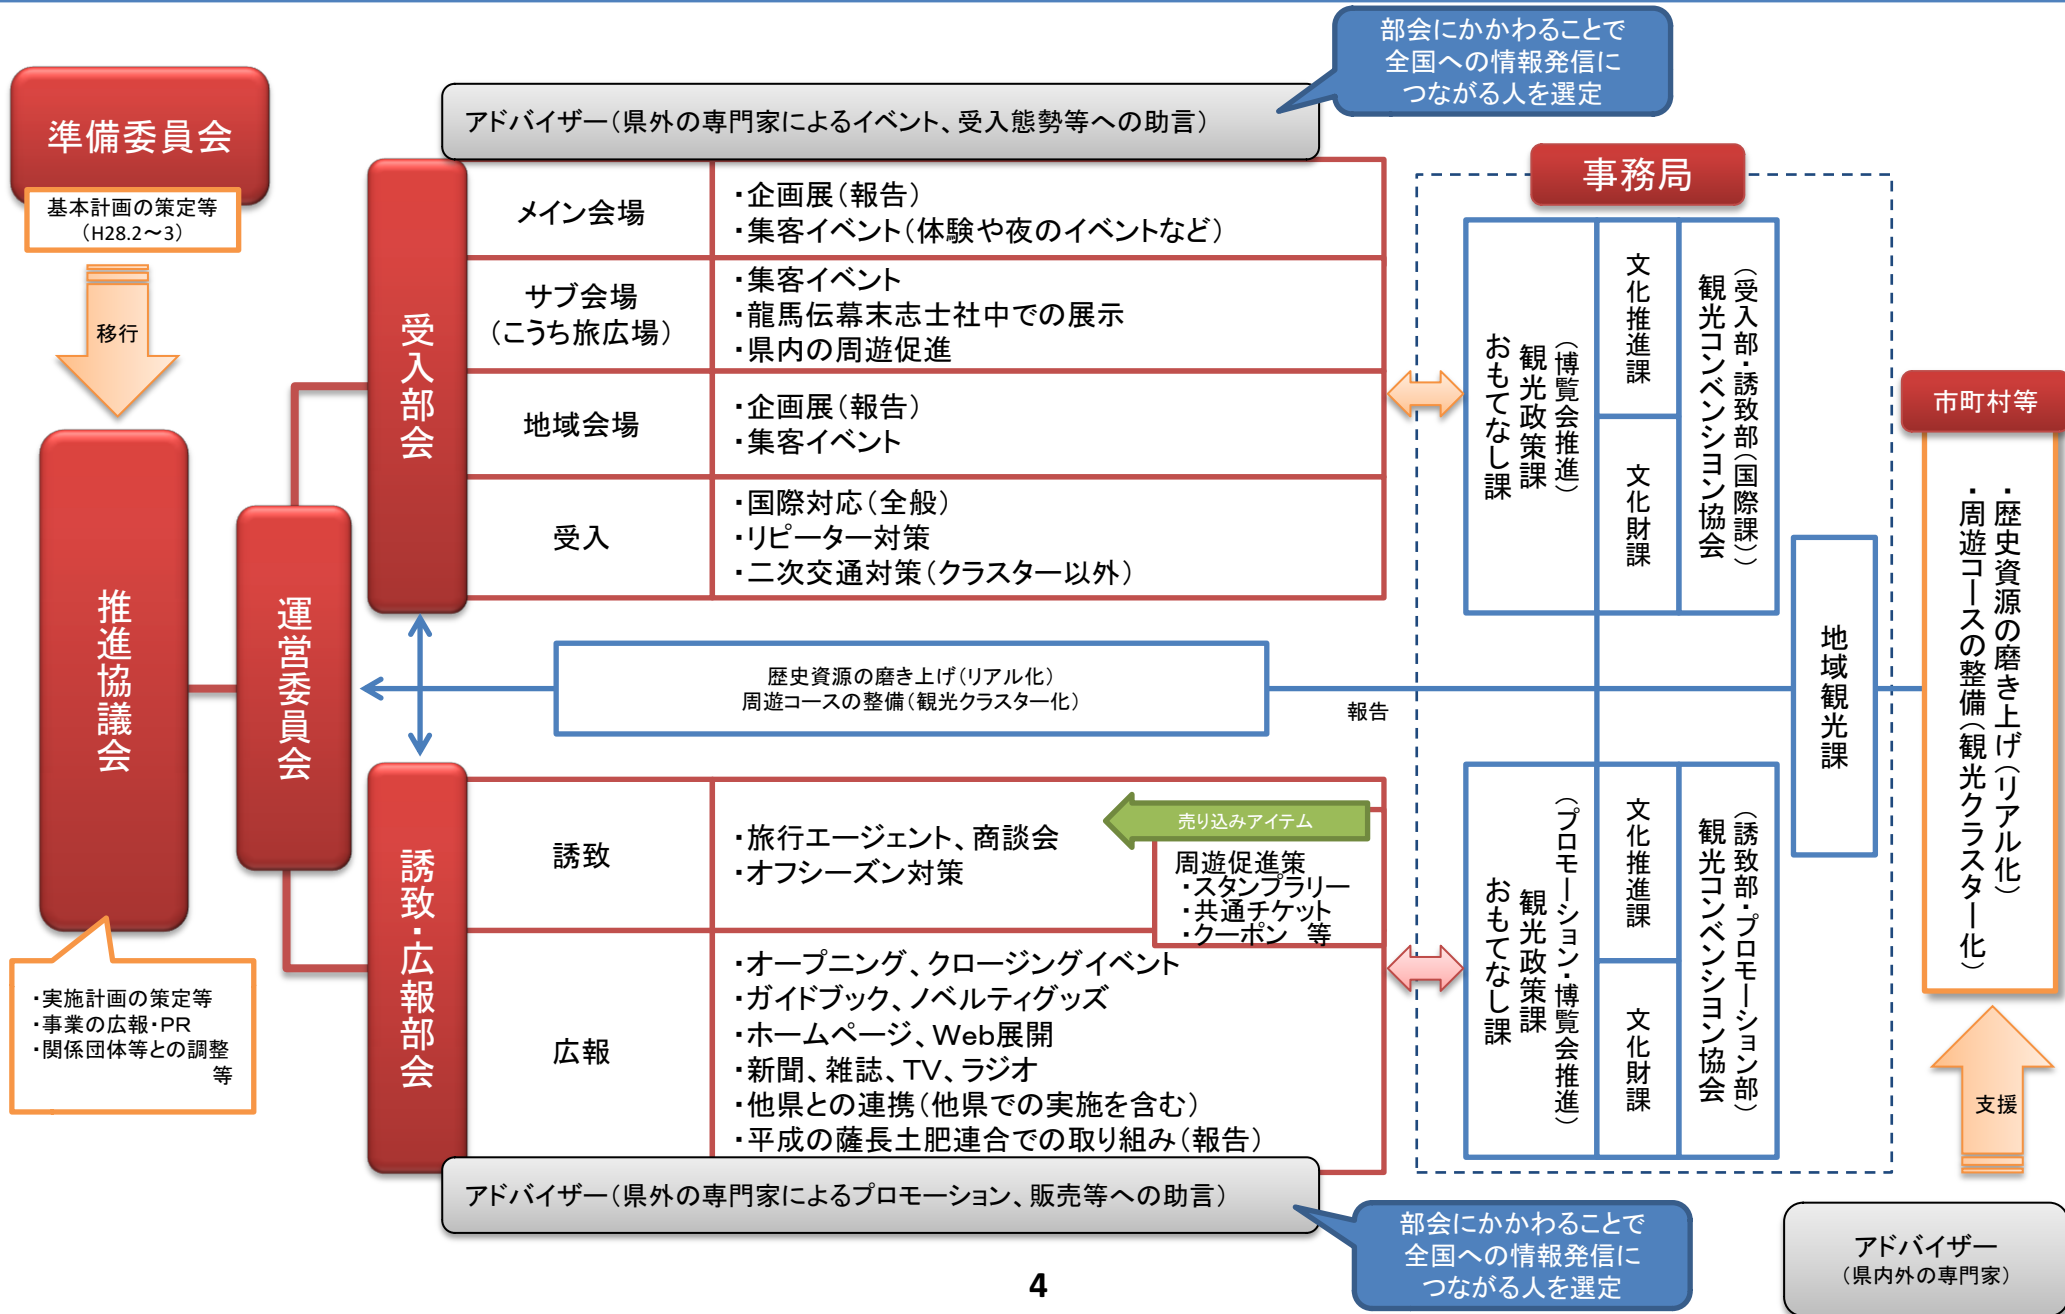 部会にかかわることで
全国への情報発信に
つながる人を選定
準備委員会
基本計画の策定等
（H28.2～3）
移行
推進協議会
・実施計画の策定等
・事業の広報・PR
・関係団体等との調整
等
運営委員会
アドバイザー（県外の専門家によるイベント、受入態勢等への助言）
受入部会
メイン会場
・企画展（報告）
・集客イベント（体験や夜のイベントなど）
サブ会場
（こうち旅広場）
・集客イベント
・龍馬伝幕末志士社中での展示
・県内の周遊促進
地域会場
・企画展（報告）
・集客イベント
受入
・国際対応（全般）
・リピーター対策
・二次交通対策（クラスター以外）
歴史資源の磨き上げ（リアル化）
周遊コースの整備（観光クラスター化）
報告
誘致・広報部会
誘致
・旅行エージェント、商談会
・オフシーズン対策
売り込みアイテム
周遊促進策
・スタンプラリー
・共通チケット
・クーポン　等
広報
・オープニング、クロージングイベント
・ガイドブック、ノベルティグッズ
・ホームページ、Web展開
・新聞、雑誌、TV、ラジオ
・他県との連携（他県での実施を含む）
・平成の薩長土肥連合での取り組み（報告）
アドバイザー（県外の専門家によるプロモーション、販売等への助言）
部会にかかわることで
全国への情報発信に
つながる人を選定
事務局
（博覧会推進）
観光政策課
おもてなし課
文化推進課
文化財課
（受入部・誘致部（国際課））
観光コンベンション協会
地域観光課
（プロモーション・博覧会推進）
観光政策課
おもてなし課
文化推進課
文化財課
（誘致部・プロモーション部）
観光コンベンション協会
市町村等
・歴史資源の磨き上げ（リアル化）
・周遊コースの整備（観光クラスター化）
支援
アドバイザー
（県内外の専門家）
4